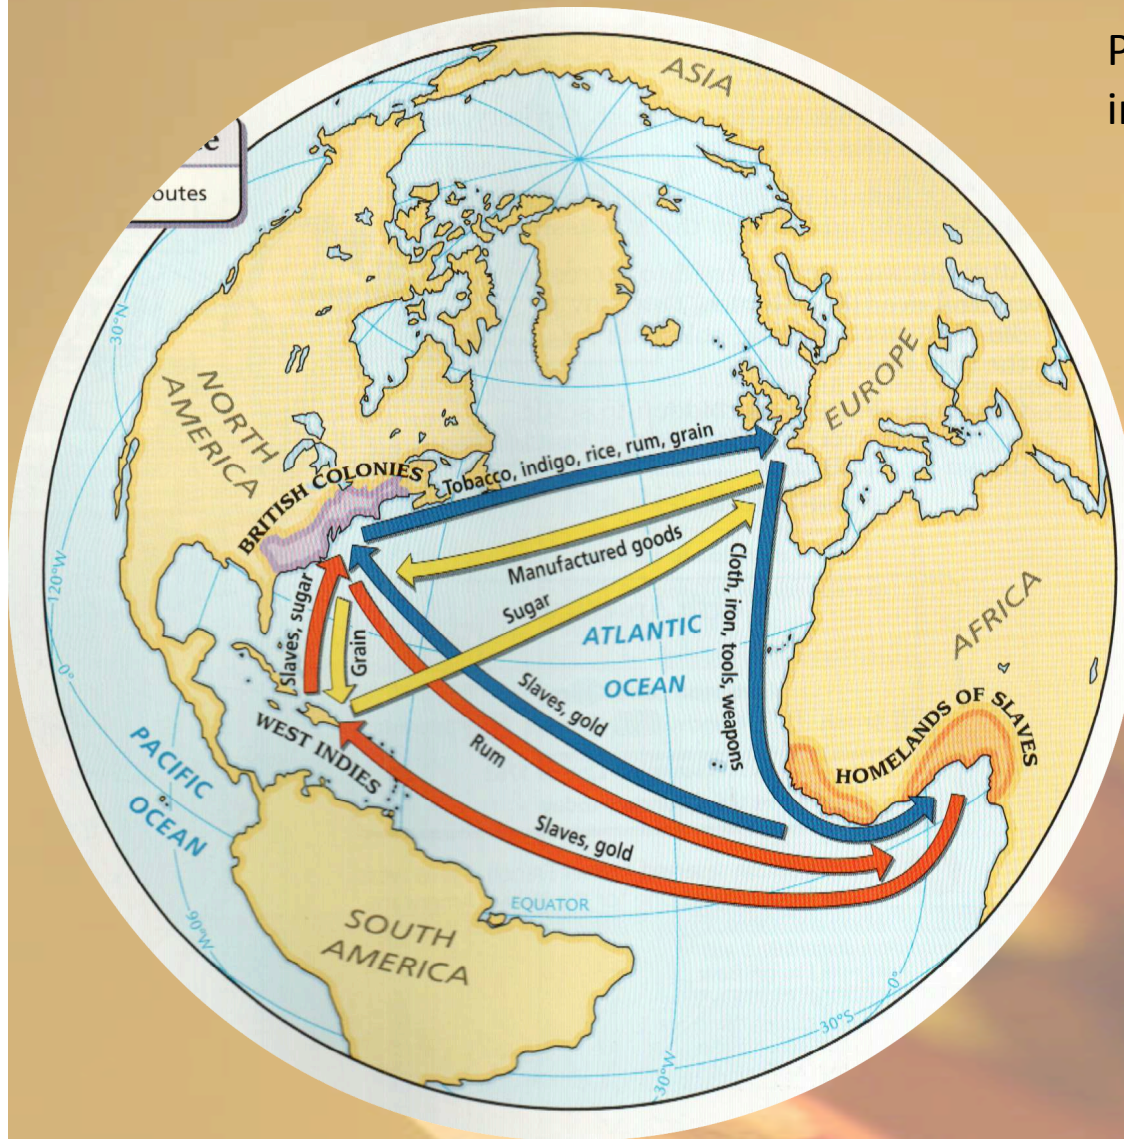 outes
ASIA
30°N
NORTH
AMERICA
EUROPE
BRITISH COLONIES
Tobacco, indigo, rice, rum, grain
Manufactured goods
Sugar
Cloth, iron, tools, weapons
120°W
0°
Slaves, sugar
Grain
ATLANTIC
OCEAN
AFRICA
Slaves, gold
WEST INDIES
Rum
HOMELANDS OF SLAVES
PACIFIC
OCEAN
Slaves, gold
EQUATOR
SOUTH
AMERICA
90°W
0°
30°S
30°W